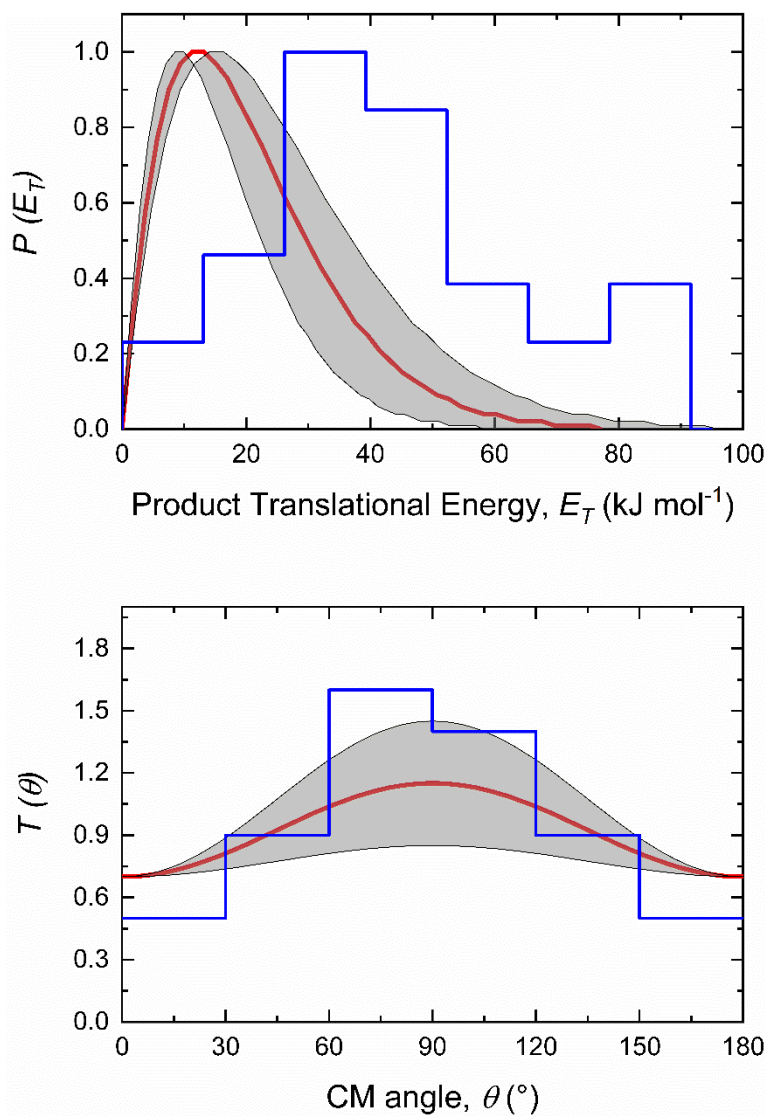 1.0
0.8
0.6
0.4
0.2
0.0
P (E_T)
0 20 40 60 80 100
Product Translational Energy, E_T (kJ mol⁻¹)
1.8
1.5
1.2
0.9
0.6
0.3
0.0
T (θ)
0 30 60 90 120 150 180
CM angle, θ (°)